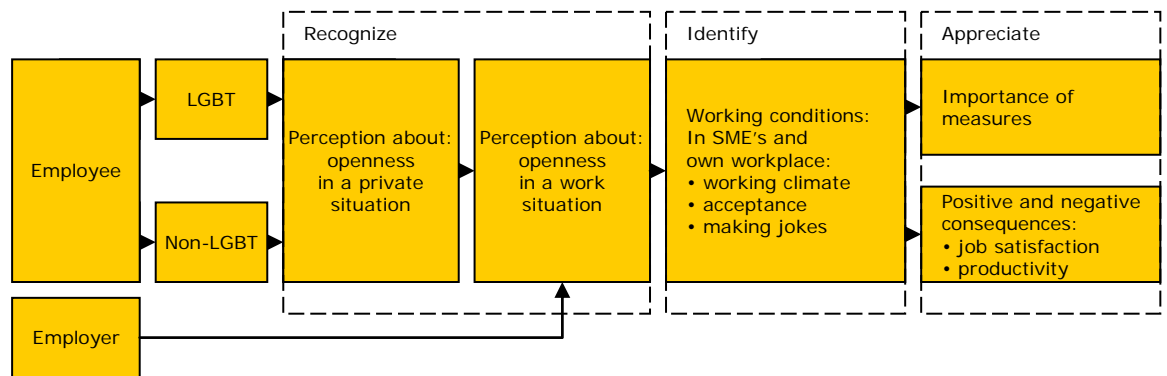 Recognize
Identify
Appreciate
Employee
LGBT
Non-LGBT
Perception about:
openness
in a private
situation
Perception about:
openness
in a work
situation
Working conditions:
In SME's and
own workplace:
• working climate
• acceptance
• making jokes
Importance of
measures
Positive and negative
consequences:
• job satisfaction
• productivity
Employer